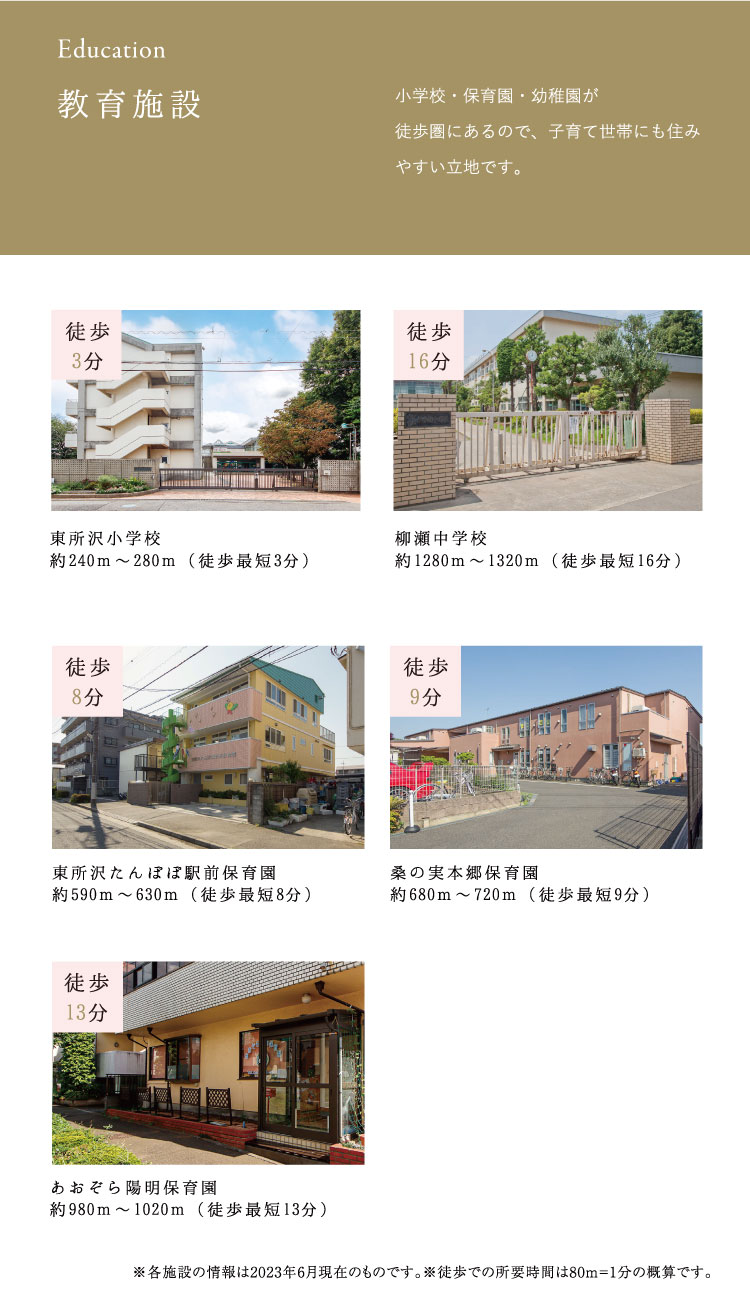 Education
教育施設
小学校・保育園・幼稚園が
徒歩圏にあるので、子育て世帯にも住み
やすい立地です。
徒歩
3分
東所沢小学校
約240m～280m（徒歩最短3分）
徒歩
16分
柳瀬中学校
約1280m～1320m（徒歩最短16分）
徒歩
8分
東所沢たんぽぽ駅前保育園
約590m～630m（徒歩最短8分）
徒歩
9分
桑の実本郷保育園
約680m～720m（徒歩最短9分）
徒歩
13分
あおぞら陽明保育園
約980m～1020m（徒歩最短13分）
※各施設の情報は2023年6月現在のものです。※徒歩での所要時間は80m=1分の概算です。